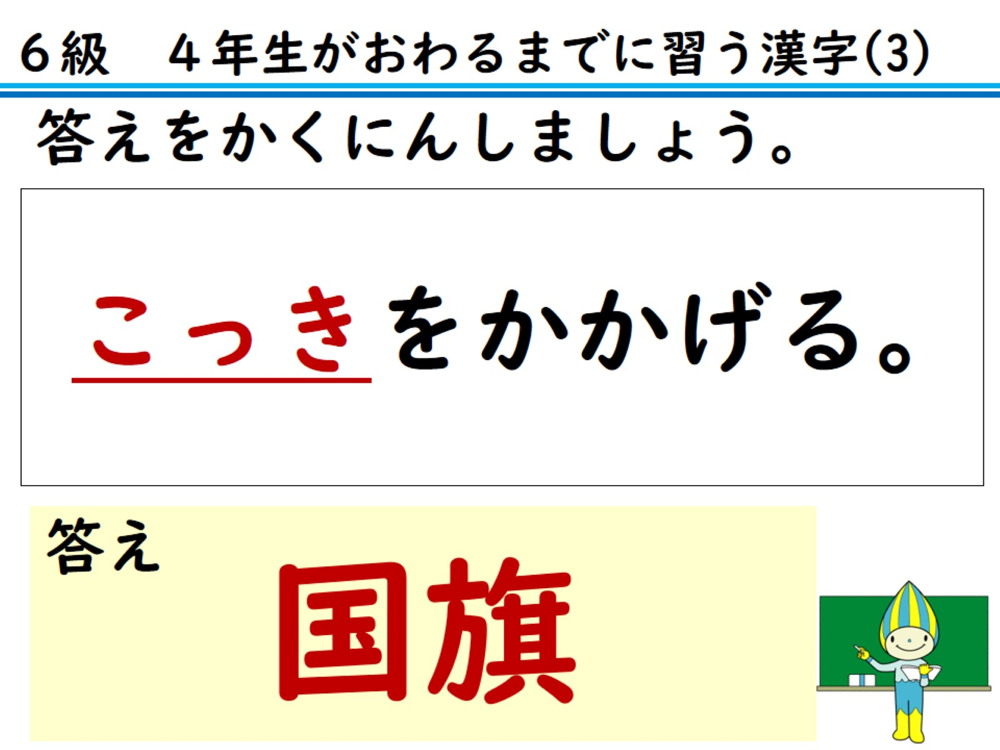 ６級　４年生がおわるまでに習う漢字(3)
答えをかくにんしましょう。
こっきをかかげる。
答え
国旗